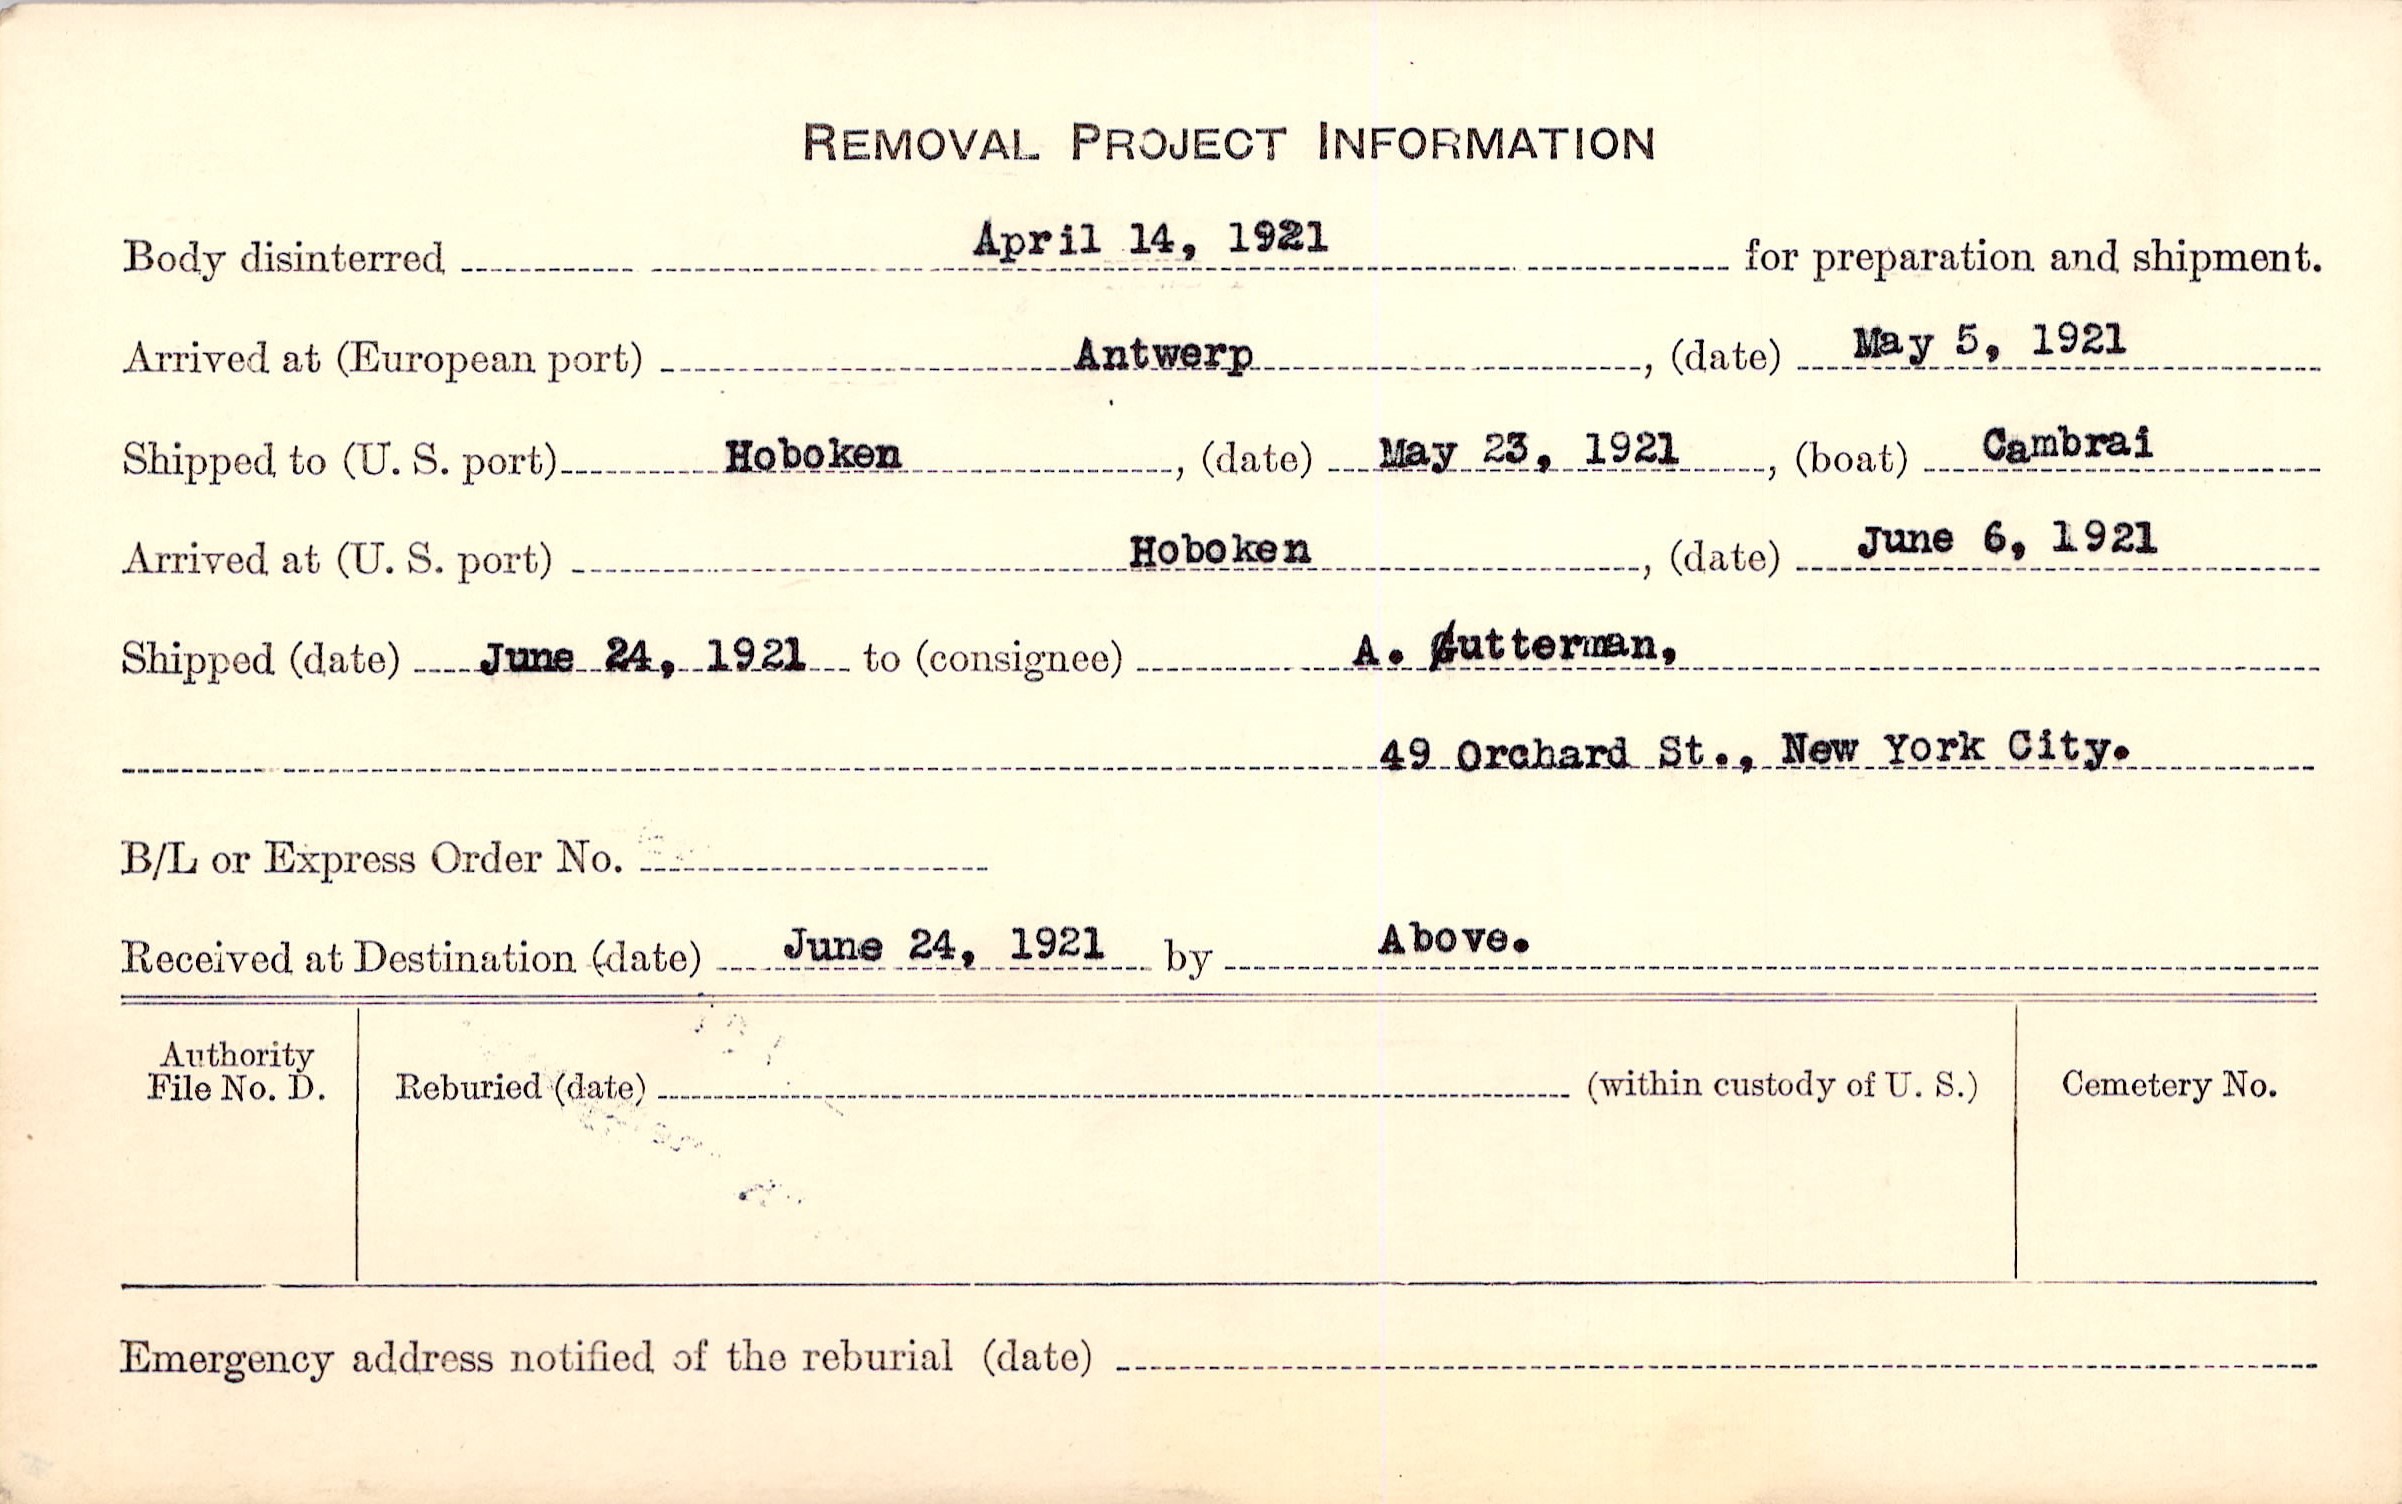 REMOVAL PROJECT INFORMATION
Body disinterred April 14, 1921 for preparation and shipment.
Arrived at (European port) Antwerp, (date) May 5, 1921
Shipped to (U. S. port) Hoboken, (date) May 23, 1921, (boat) Cambrai
Arrived at (U. S. port) Hoboken, (date) June 6, 1921
Shipped (date) June 24, 1921 to (consignee) A. Gutterman,
49 Orchard St., New York City.
B/L or Express Order No.
Received at Destination (date) June 24, 1921 by Above.
Authority
File No. D.
Reburied (date) (within custody of U. S.)
Cemetery No.
Emergency address notified of the reburial (date)